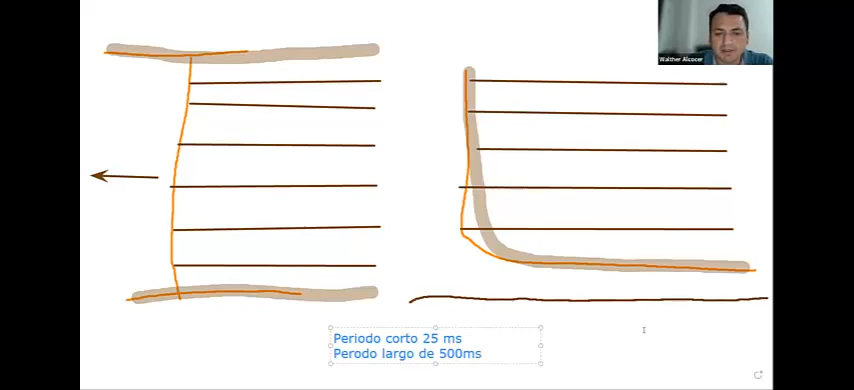 Walther Alcocer
Periodo corto 25 ms
Perodo largo de 500ms